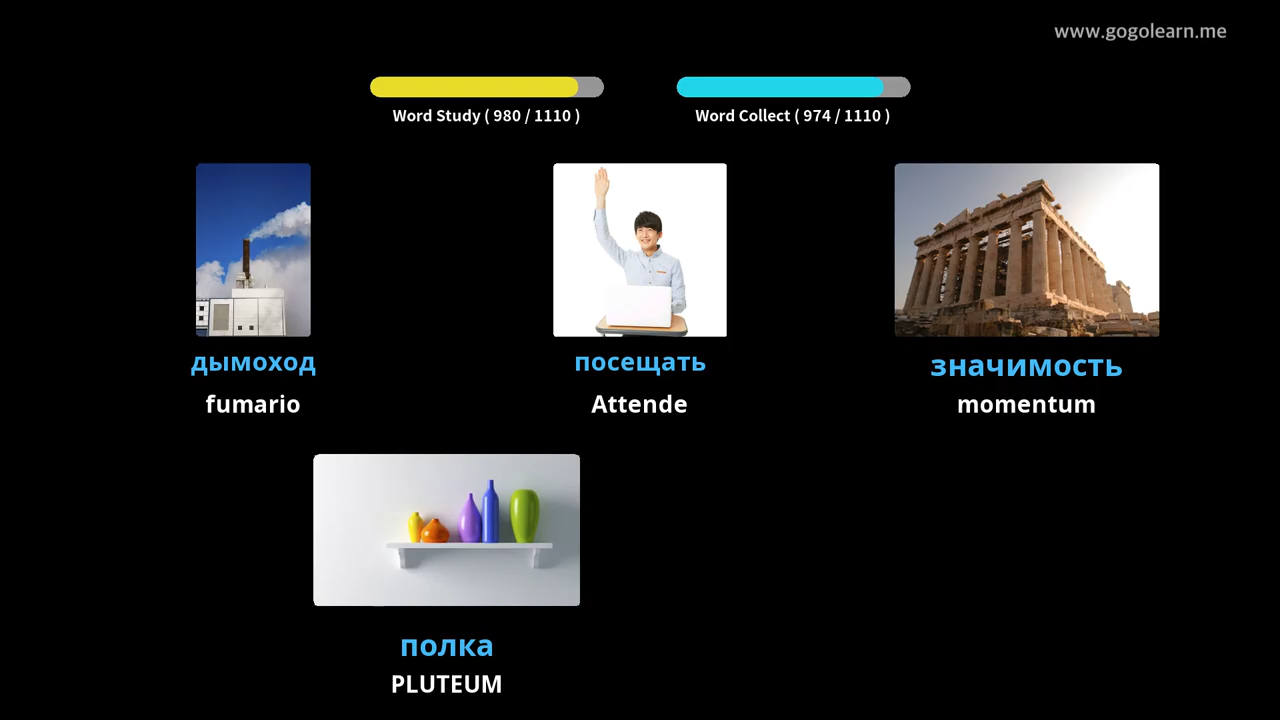 www.gogolearn.me
Word Study ( 980 / 1110 )
Word Collect ( 974 / 1110 )
дымоход
fumario
посещать
Attende
значимость
momentum
полка
PLUTEUM